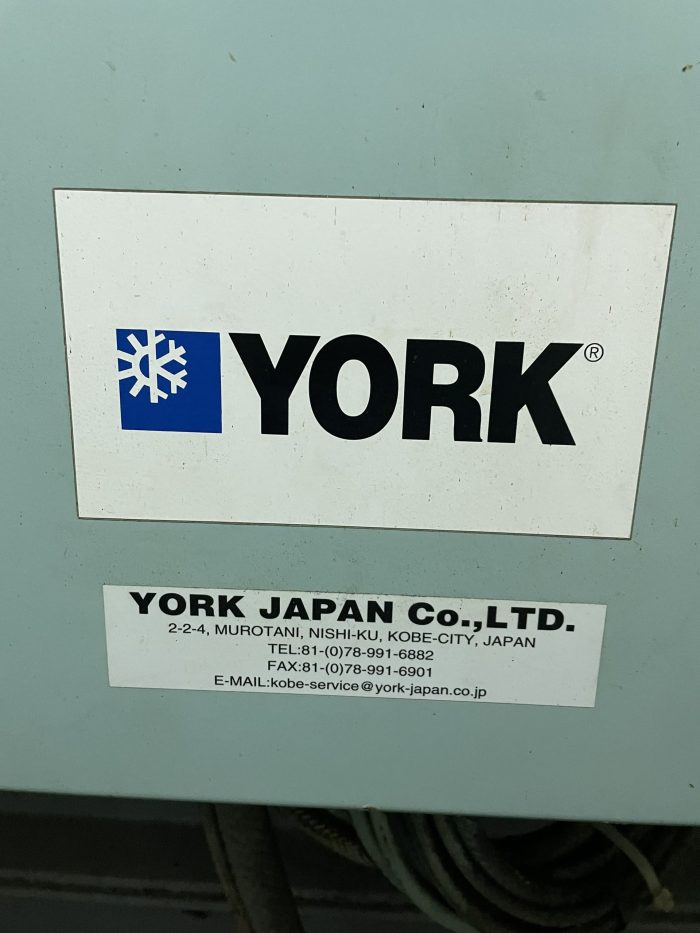 YORK®
YORK JAPAN Co.,LTD.
2-2-4, MUROTANI, NISHI-KU, KOBE-CITY, JAPAN
TEL:81-(0)78-991-6882
FAX:81-(0)78-991-6901
E-MAIL:kobe-service@york-japan.co.jp